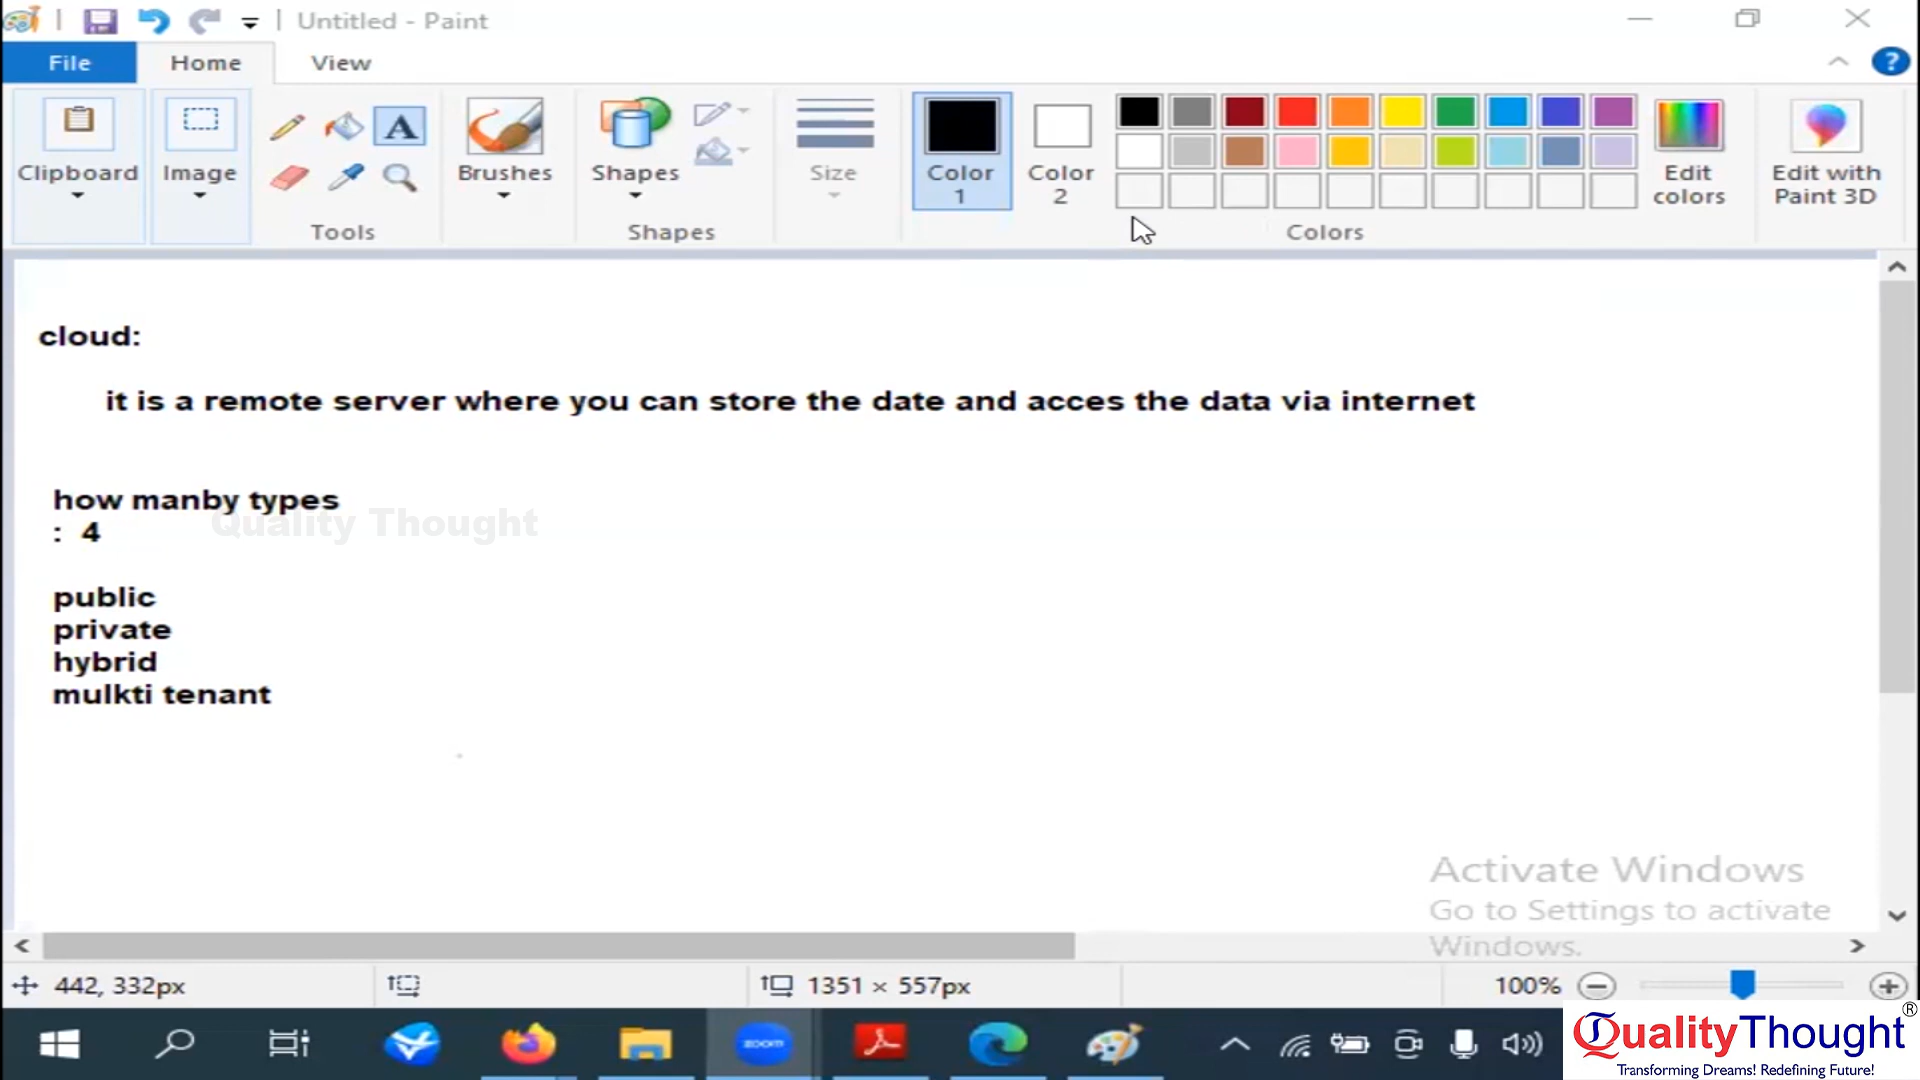 Untitled - Paint
File Home View
Clipboard Image Brushes Shapes Size Color 1 Color 2 Edit colors Edit with Paint 3D
Tools Shapes Colors
cloud:
it is a remote server where you can store the date and acces the data via internet
how manby types
Quality Thought
: 4
public
private
hybrid
mulkti tenant
Activate Windows
Go to Settings to activate
Windows.
442, 332px 1351 × 557px 100%
zoom
QualityThought ®
Transforming Dreams! Redefining Future!